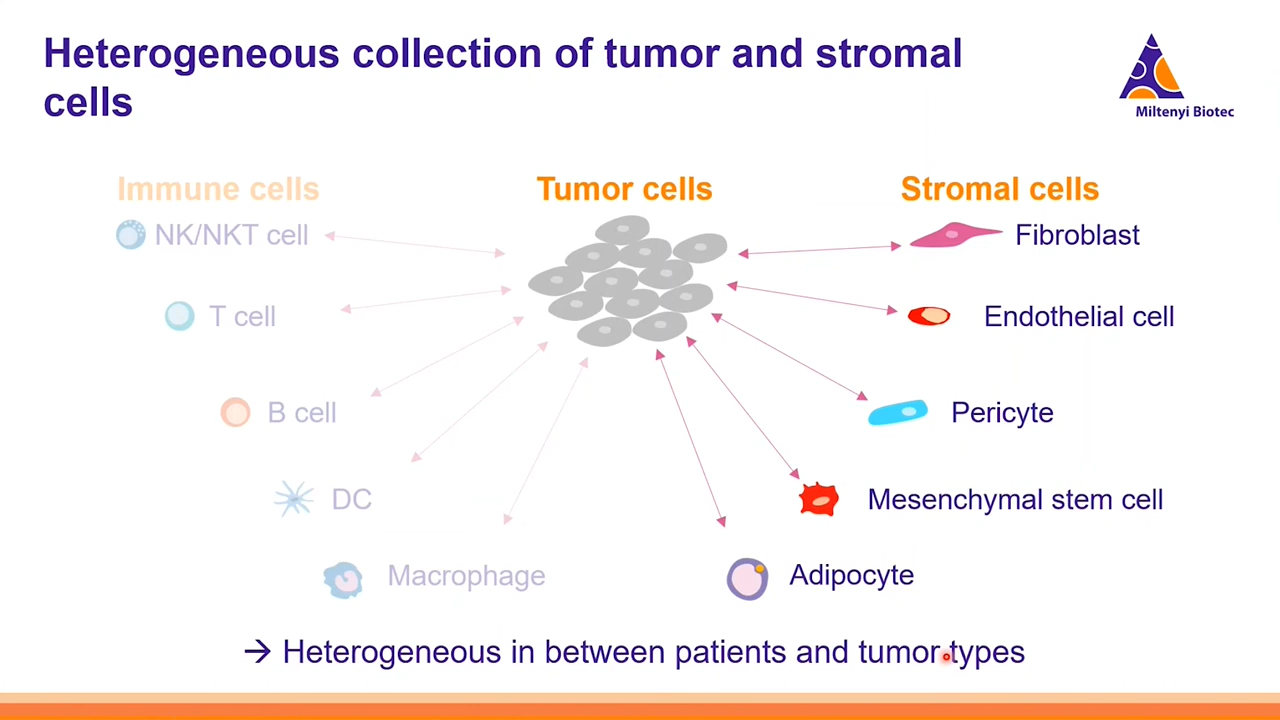 Heterogeneous collection of tumor and stromal
cells
Miltenyi Biotec
Immune cells
NK/NKT cell
T cell
B cell
DC
Macrophage
Tumor cells
Stromal cells
Fibroblast
Endothelial cell
Pericyte
Mesenchymal stem cell
Adipocyte
→ Heterogeneous in between patients and tumor types